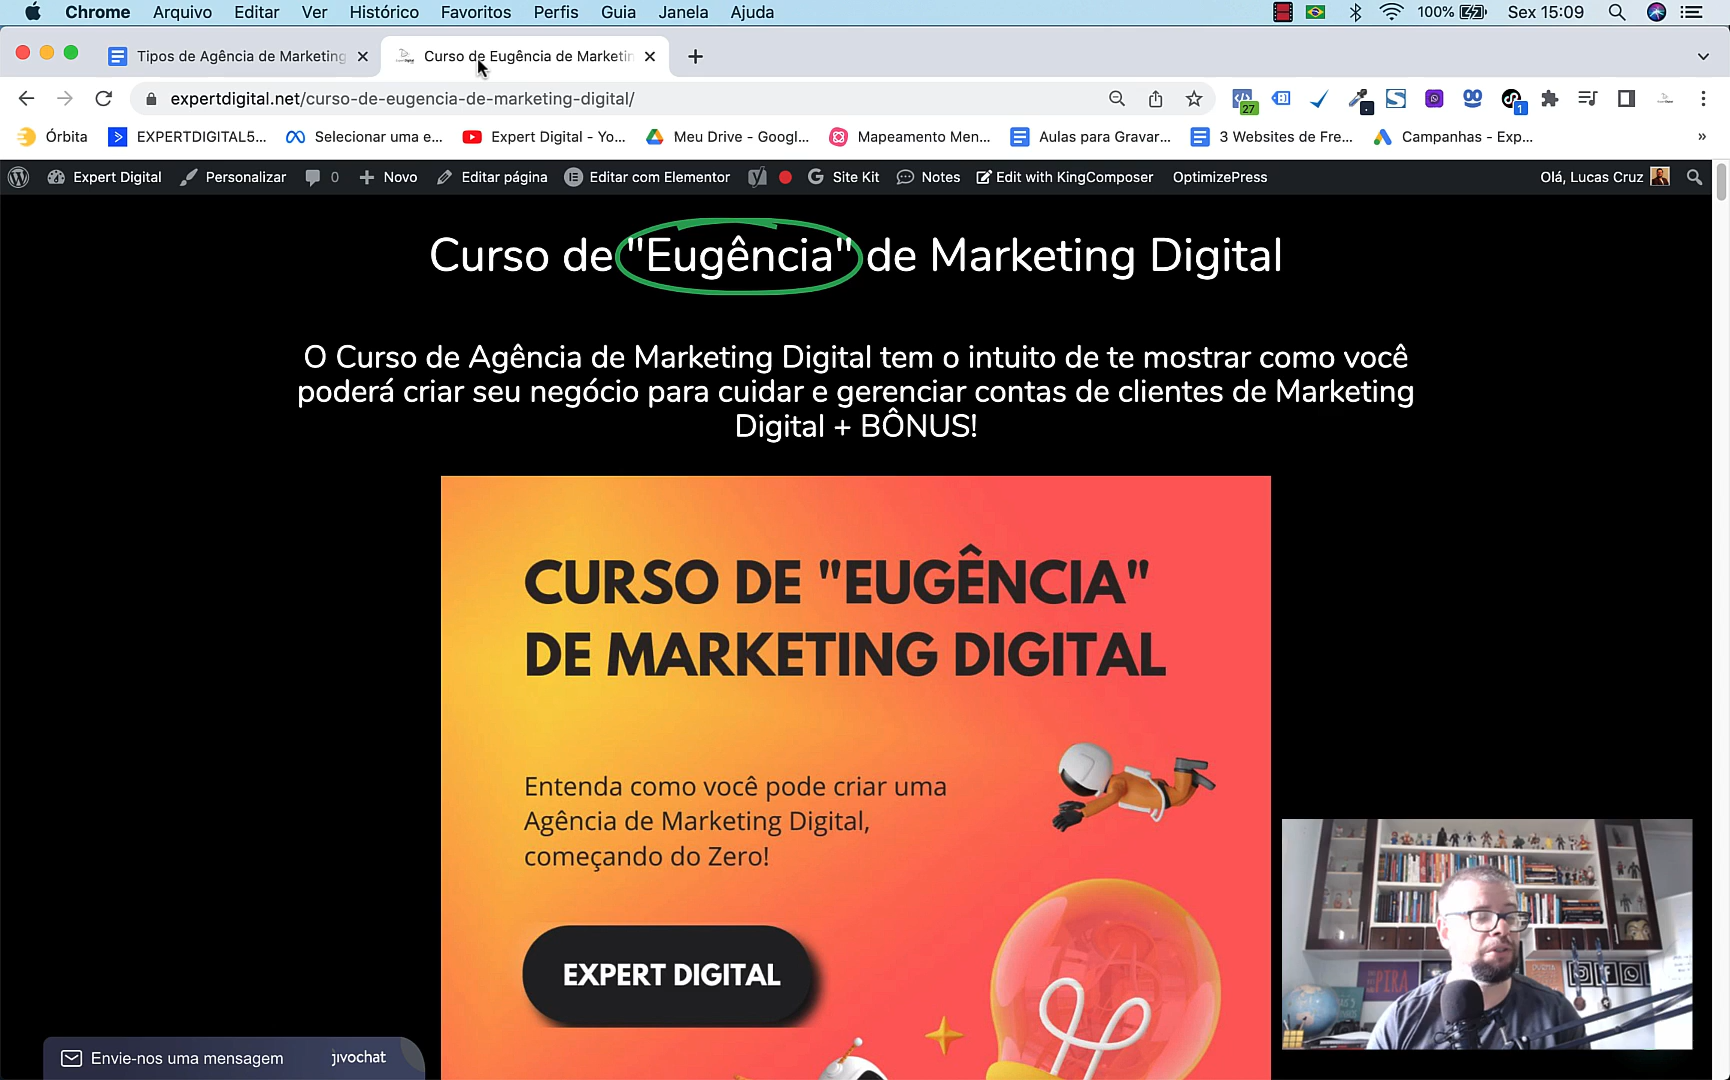 Chrome Arquivo Editar Ver Histórico Favoritos Perfis Guia Janela Ajuda 100% Sex 15:09
Tipos de Agência de Marketing
Curso de Eugência de Marketin
expertdigital.net/curso-de-eugencia-de-marketing-digital/
27
1
Órbita EXPERTDIGITAL5... Selecionar uma e... Expert Digital - Yo... Meu Drive - Googl... Mapeamento Men... Aulas para Gravar... 3 Websites de Fre... Campanhas - Exp... »
Expert Digital Personalizar 0 Novo Editar página Editar com Elementor Site Kit Notes Edit with KingComposer OptimizePress Olá, Lucas Cruz
Curso de "Eugência" de Marketing Digital
O Curso de Agência de Marketing Digital tem o intuito de te mostrar como você
poderá criar seu negócio para cuidar e gerenciar contas de clientes de Marketing
Digital + BÔNUS!
CURSO DE "EUGÊNCIA"
DE MARKETING DIGITAL
Entenda como você pode criar uma
Agência de Marketing Digital,
começando do Zero!
EXPERT DIGITAL
PIRA
Envie-nos uma mensagem jivochat